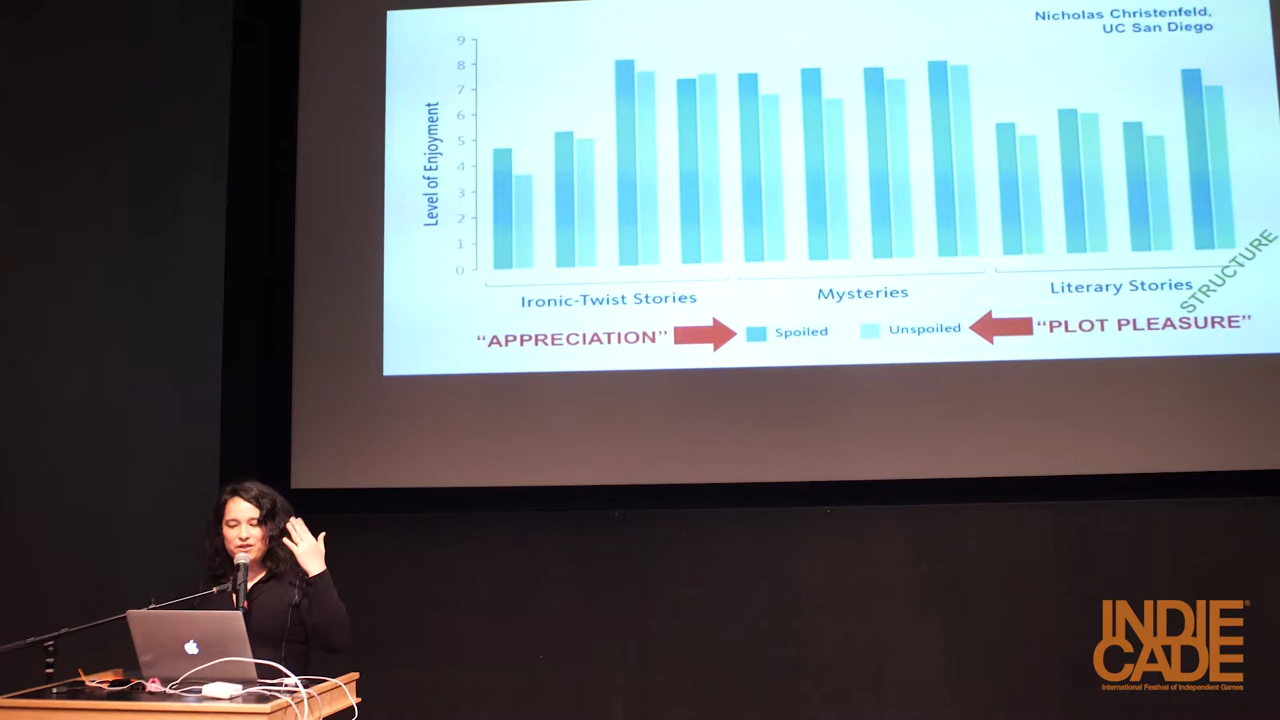 Nicholas Christenfeld,
UC San Diego
Level of Enjoyment
9
8
7
6
5
4
3
2
1
0
Ironic-Twist Stories
Mysteries
Literary Stories
STRUCTURE
"APPRECIATION"
Spoiled
Unspoiled
"PLOT PLEASURE"
INDIE
CADE
International Festival of Independent Games